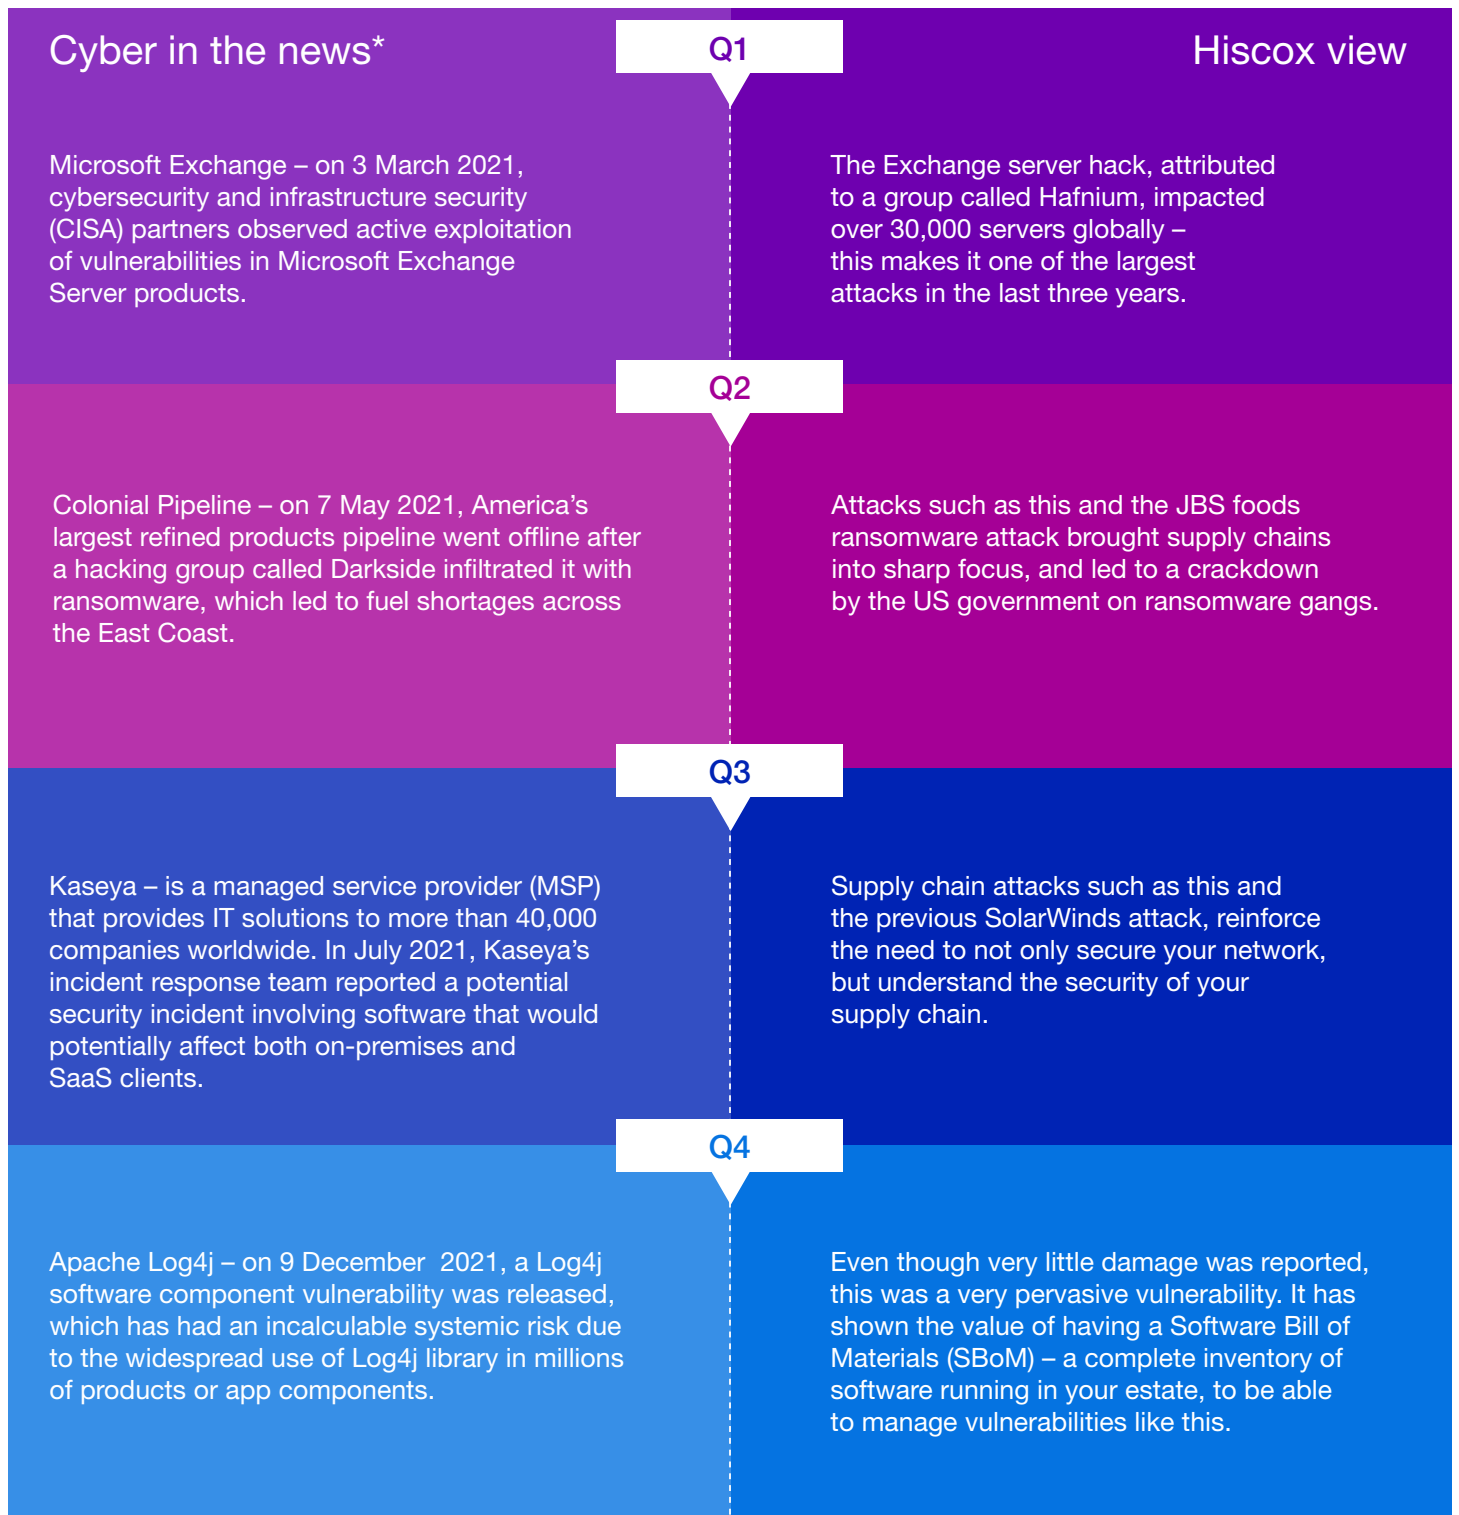 Cyber in the news*
Q1
Hiscox view
Microsoft Exchange – on 3 March 2021,
cybersecurity and infrastructure security
(CISA) partners observed active exploitation
of vulnerabilities in Microsoft Exchange
Server products.
The Exchange server hack, attributed
to a group called Hafnium, impacted
over 30,000 servers globally –
this makes it one of the largest
attacks in the last three years.
Q2
Colonial Pipeline – on 7 May 2021, America’s
largest refined products pipeline went offline after
a hacking group called Darkside infiltrated it with
ransomware, which led to fuel shortages across
the East Coast.
Attacks such as this and the JBS foods
ransomware attack brought supply chains
into sharp focus, and led to a crackdown
by the US government on ransomware gangs.
Q3
Kaseya – is a managed service provider (MSP)
that provides IT solutions to more than 40,000
companies worldwide. In July 2021, Kaseya’s
incident response team reported a potential
security incident involving software that would
potentially affect both on-premises and
SaaS clients.
Supply chain attacks such as this and
the previous SolarWinds attack, reinforce
the need to not only secure your network,
but understand the security of your
supply chain.
Q4
Apache Log4j – on 9 December  2021, a Log4j
software component vulnerability was released,
which has had an incalculable systemic risk due
to the widespread use of Log4j library in millions
of products or app components.
Even though very little damage was reported,
this was a very pervasive vulnerability. It has
shown the value of having a Software Bill of
Materials (SBoM) – a complete inventory of
software running in your estate, to be able
to manage vulnerabilities like this.